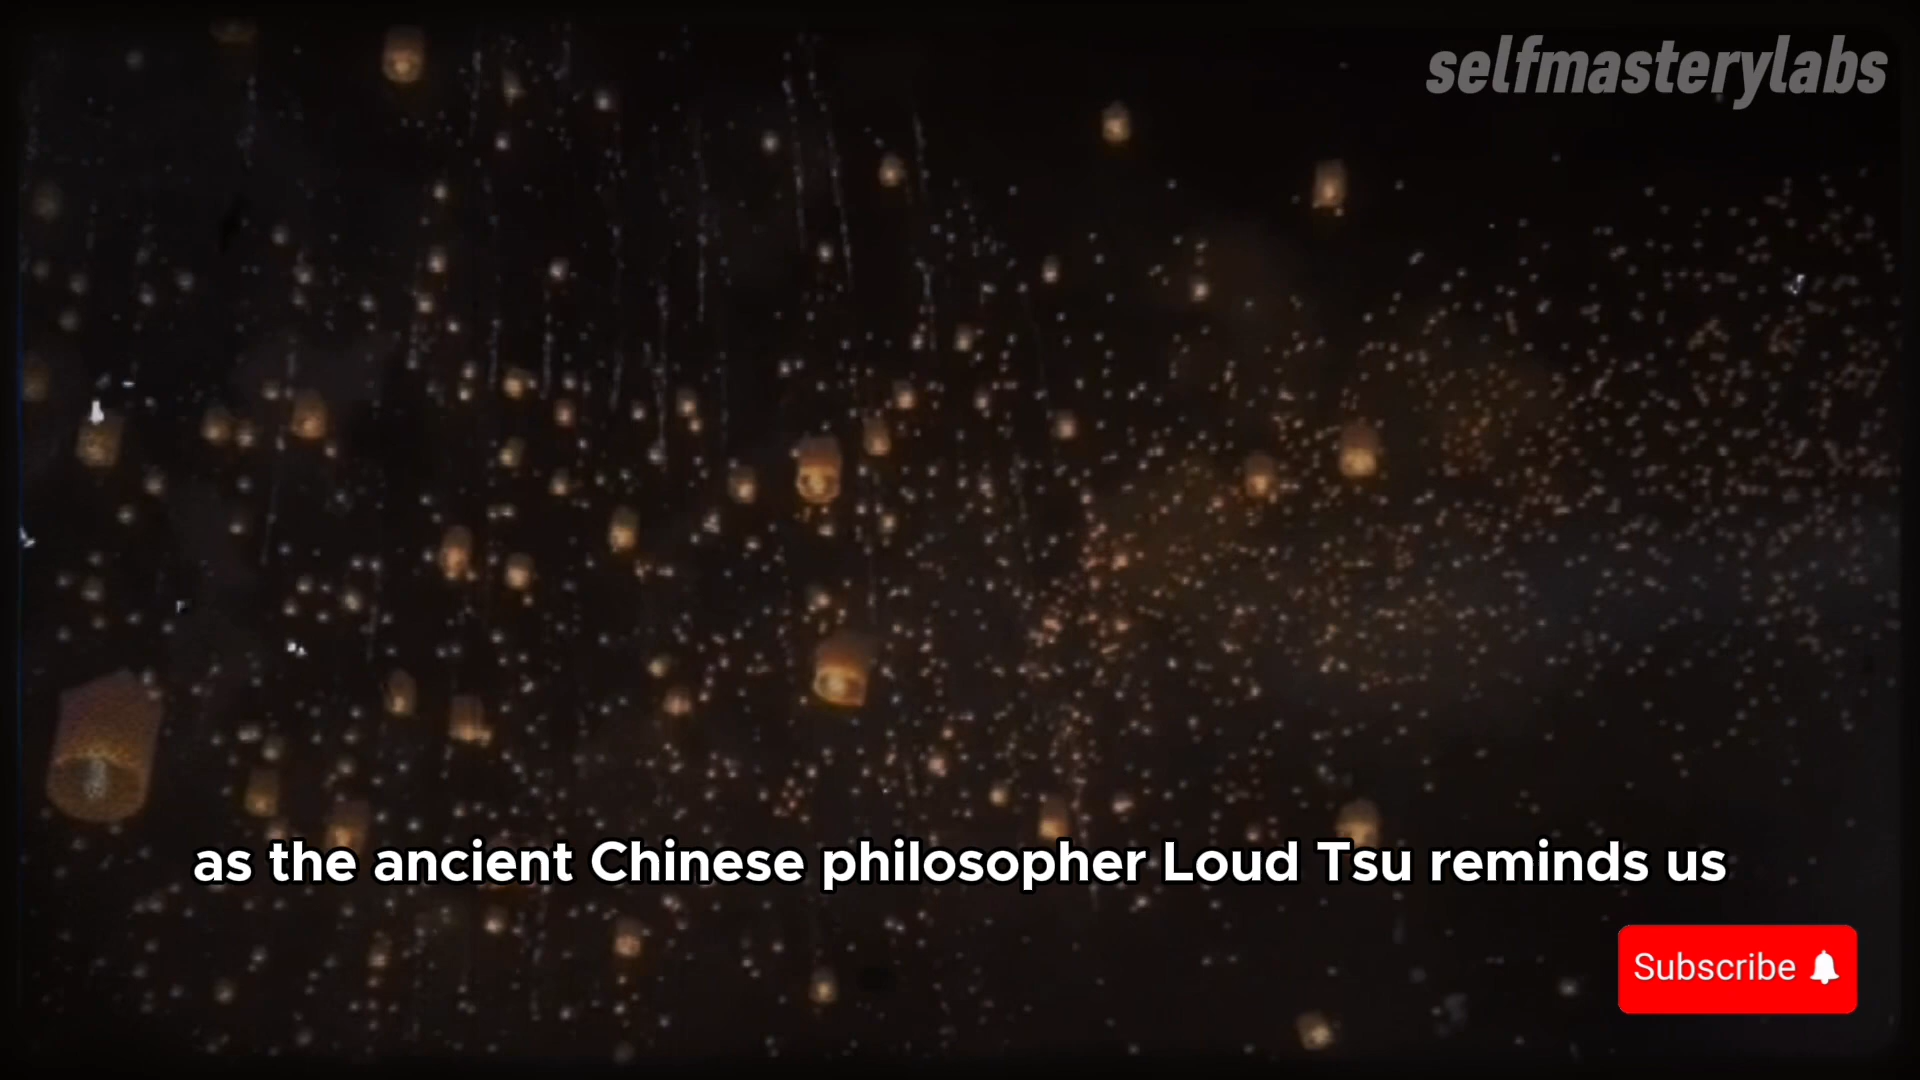 selfmasterylabs
as the ancient Chinese philosopher Loud Tsu reminds us
Subscribe